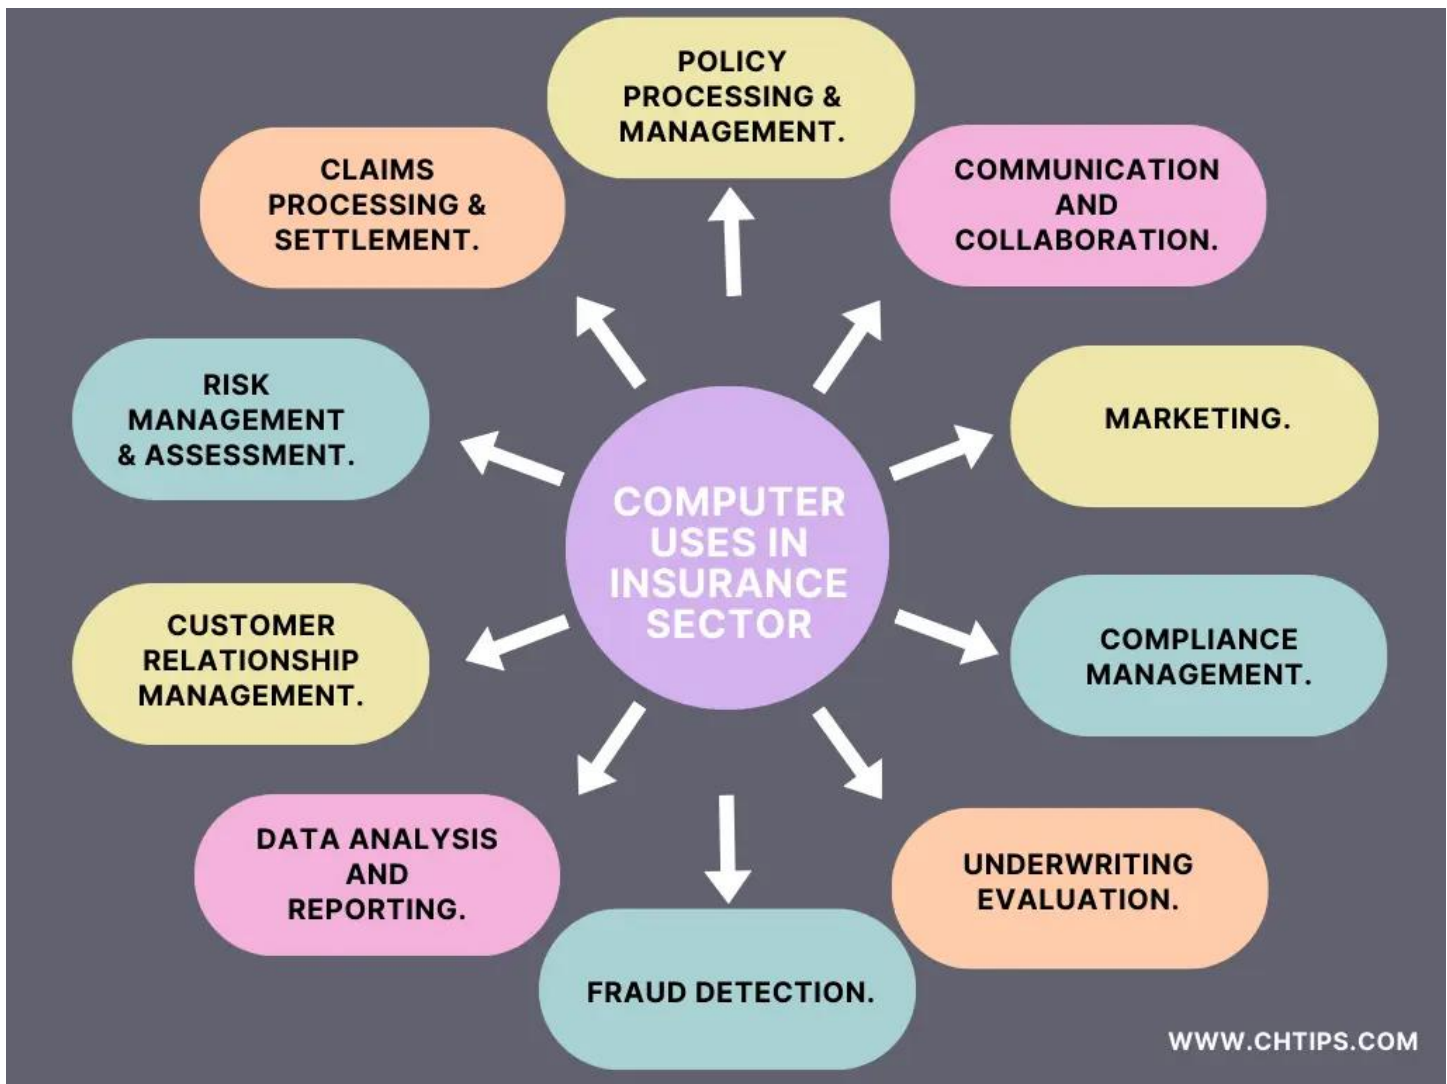 POLICY
PROCESSING &
MANAGEMENT.
CLAIMS
PROCESSING &
SETTLEMENT.
COMMUNICATION
AND
COLLABORATION.
RISK
MANAGEMENT
& ASSESSMENT.
MARKETING.
COMPUTER
USES IN
INSURANCE
SECTOR
CUSTOMER
RELATIONSHIP
MANAGEMENT.
COMPLIANCE
MANAGEMENT.
DATA ANALYSIS
AND
REPORTING.
UNDERWRITING
EVALUATION.
FRAUD DETECTION.
WWW.CHTIPS.COM